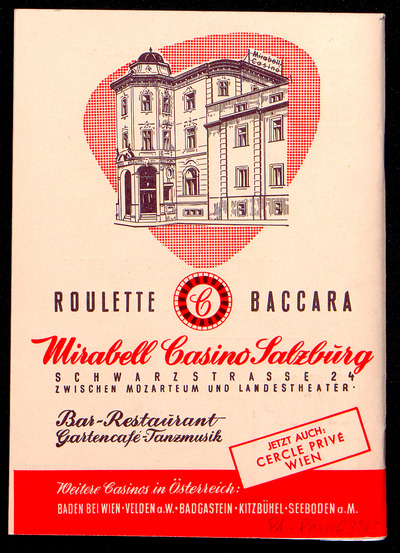 Mirabell
Casino
ROULETTE C BACCARA
Mirabell Casino Salzburg
SCHWARZSTRASSE 24
ZWISCHEN MOZARTEUM UND LANDESTHEATER·
Bar-Restaurant
Gartencafé-Tanzmusik
JETZT AUCH:
CERCLE PRIVÉ
WIEN
Weitere Casinos in Österreich:
BADEN BEI WIEN·VELDEN a.W.·BADGASTEIN·KITZBÜHEL·SEEBODEN a.M.